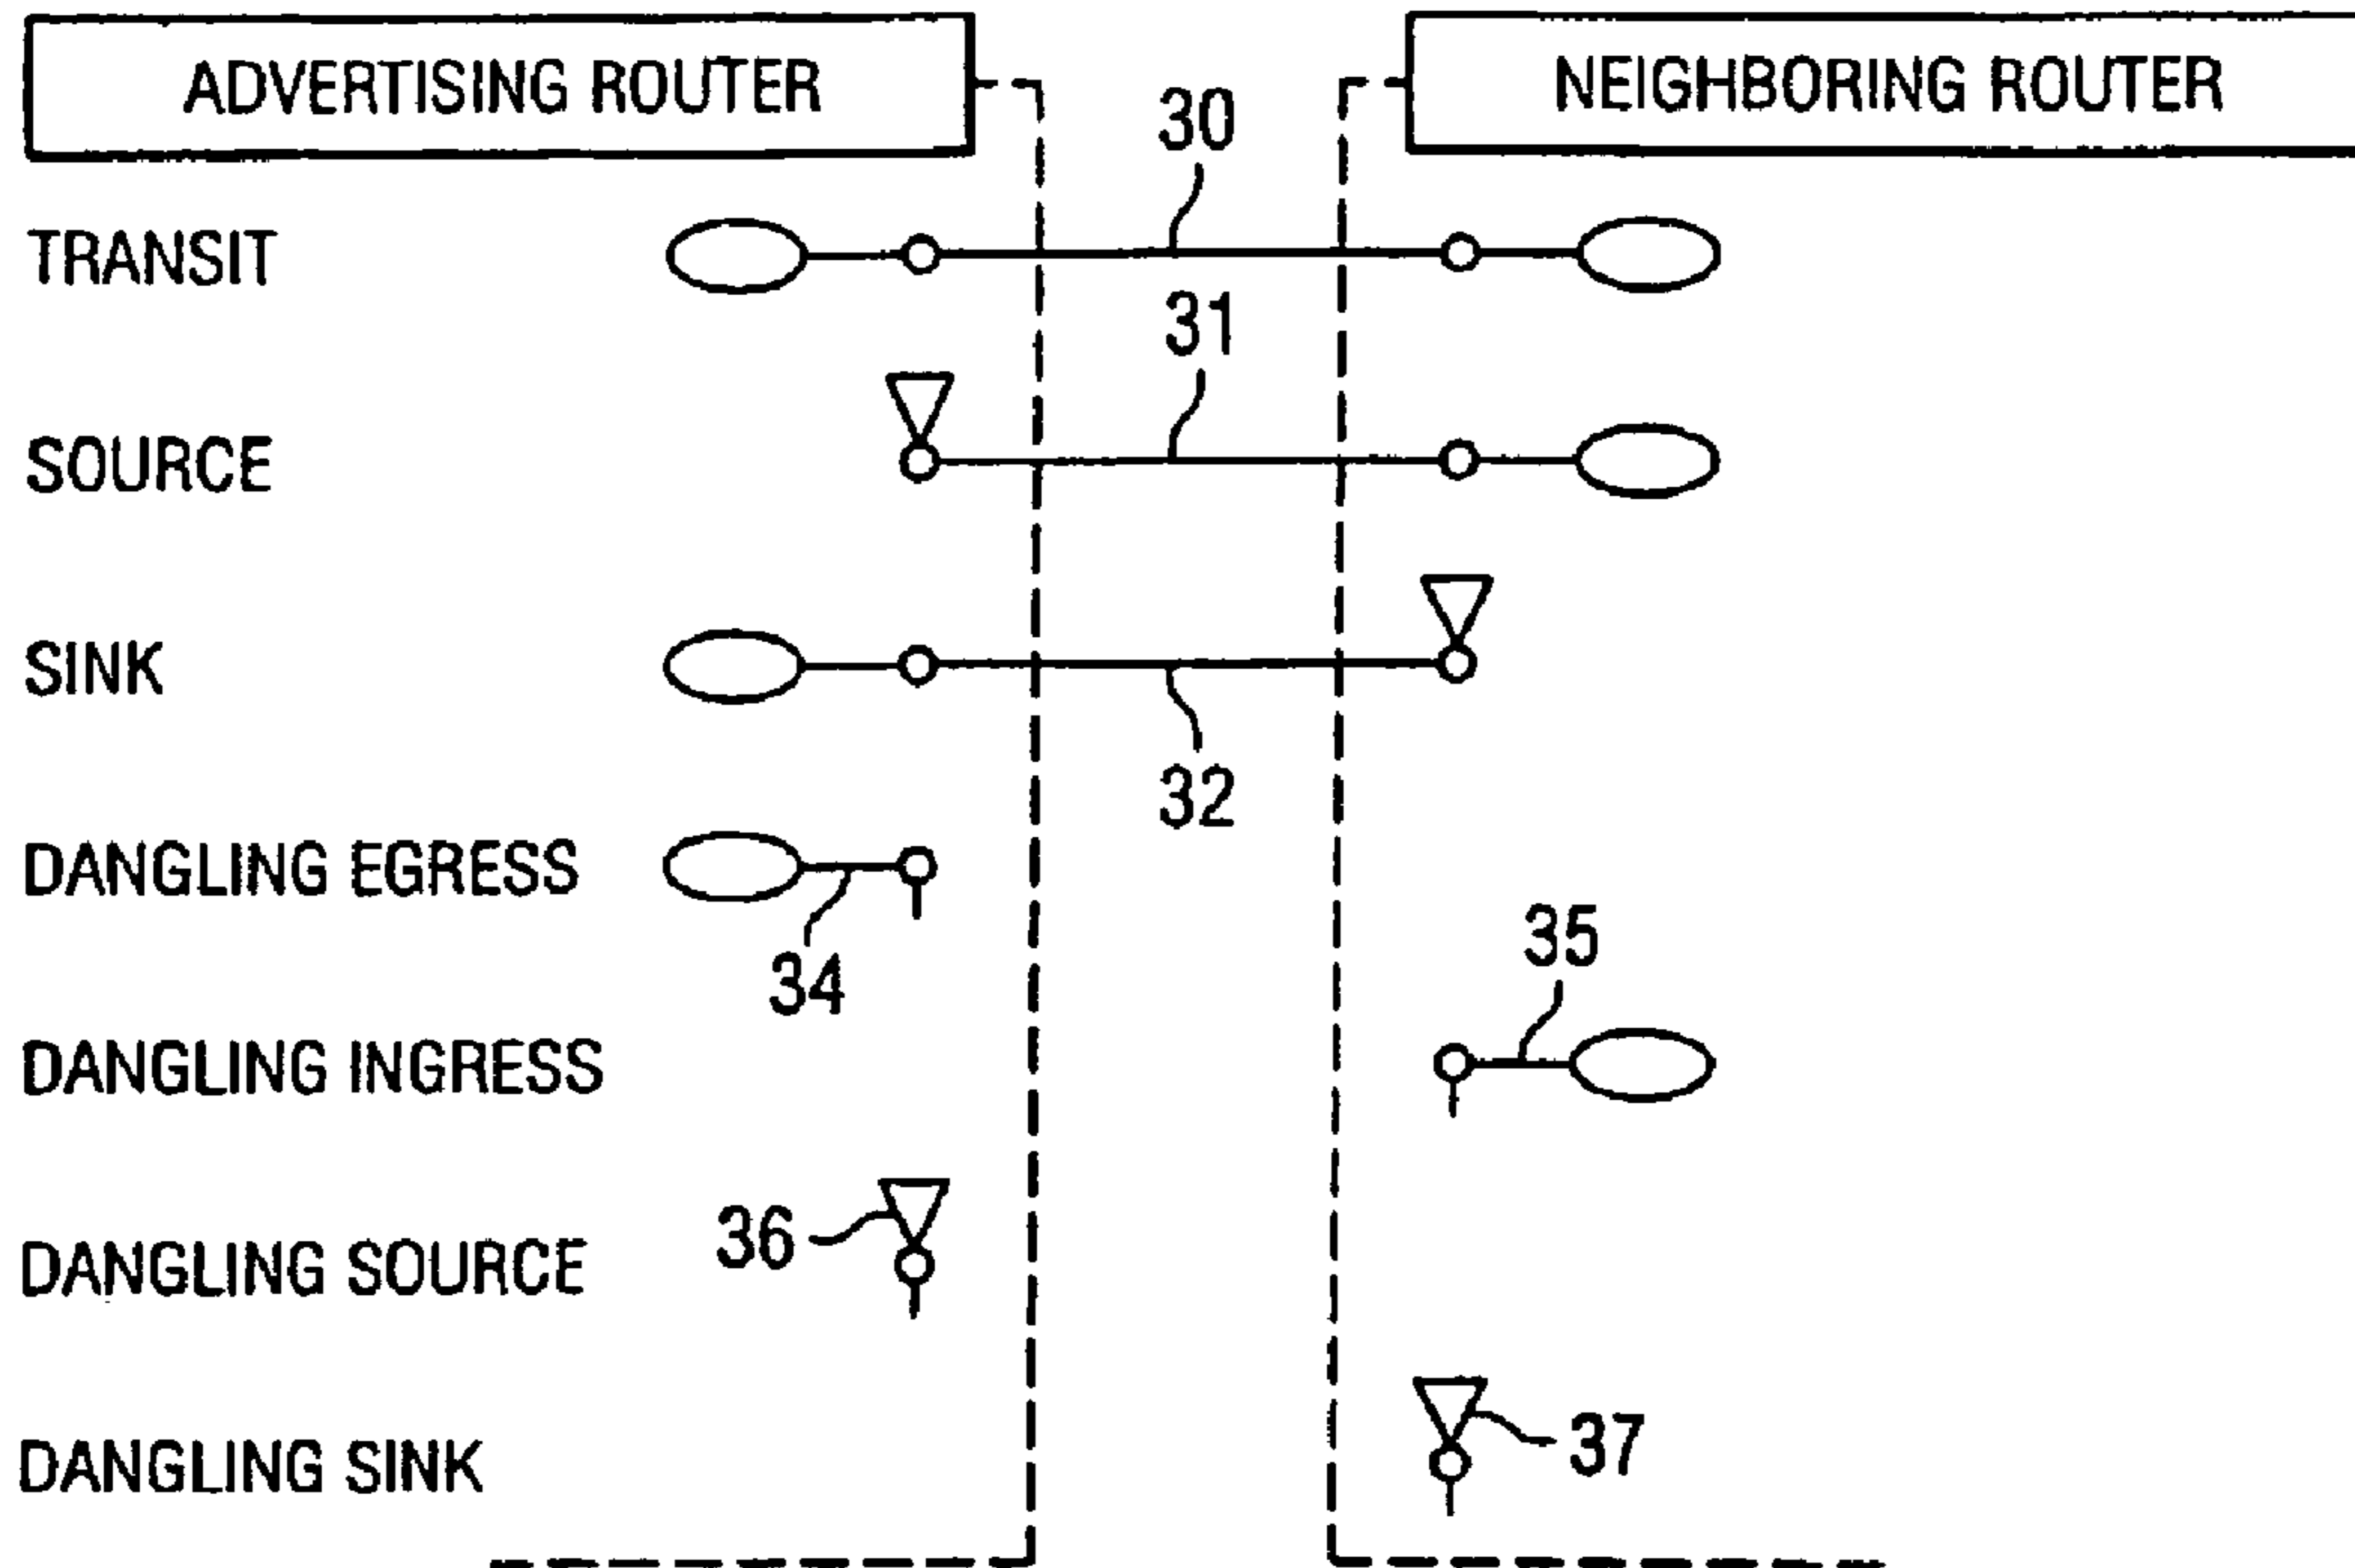 ADVERTISING ROUTER
NEIGHBORING ROUTER
30
TRANSIT
31
SOURCE
SINK
32
DANGLING EGRESS
34
35
DANGLING INGRESS
36
DANGLING SOURCE
37
DANGLING SINK